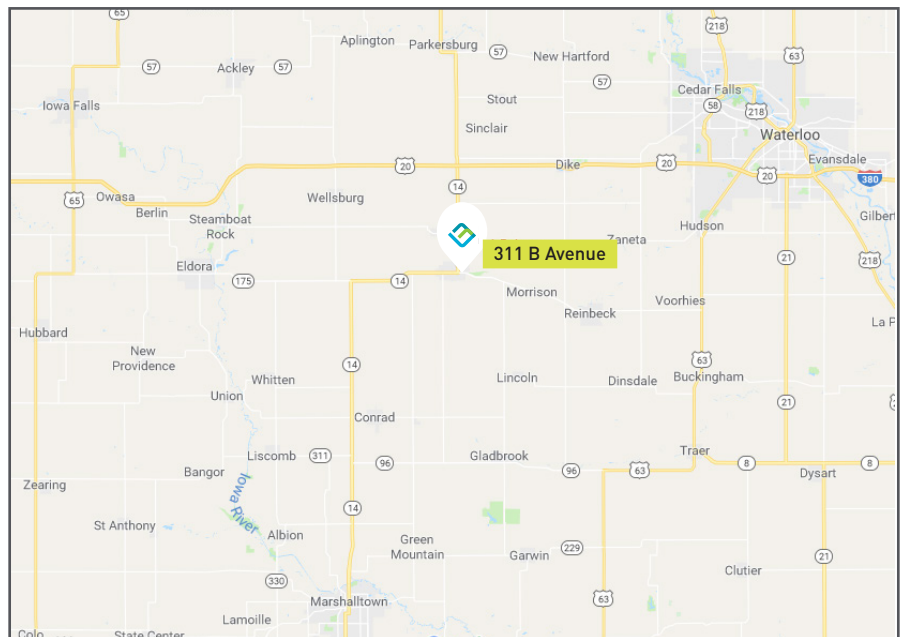 65
Aplington
Parkersburg
57
New Hartford
218
63
57
Ackley
57
57
Cedar Falls
Iowa Falls
Stout
58
218
Sinclair
Waterloo
Evansdale
20
Dike
20
20
380
14
65
Owasa
Berlin
Wellsburg
Steamboat
Rock
Hudson
Zaneta
218
21
311 B Avenue
Eldora
175
14
Morrison
Reinbeck
Voorhies
Hubbard
La P
New
Providence
14
63
Whitten
Lincoln
Dinsdale
Buckingham
Union
21
Conrad
Liscomb
311
96
Gladbrook
96
63
Traer
8
8
Bangor
Dysart
Zearing
Iowa
River
14
St Anthony
Albion
Green
Mountain
Garwin
229
21
Clutier
330
63
Marshalltown
Lamoille
Colo
State Center